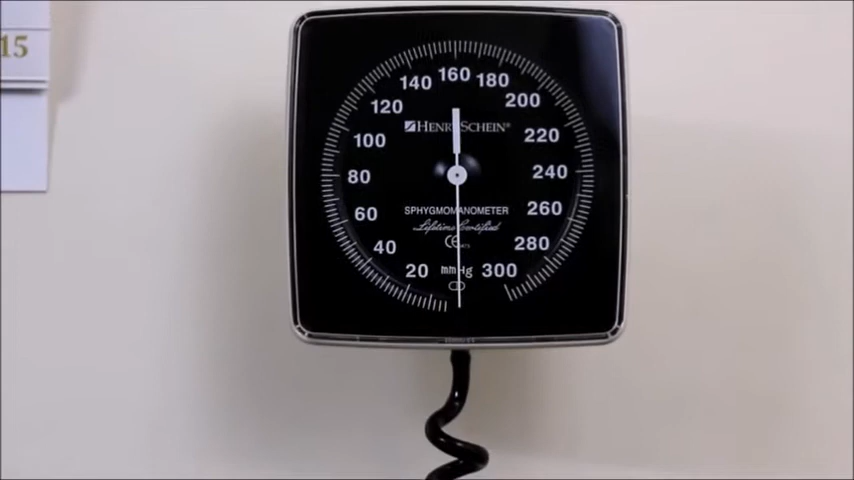 15
160
140 180
120 200
HENRY SCHEIN®
100 220
80 240
SPHYGMOMANOMETER
60 260
Lifetime Certified
40 280
CE
20 mmHg 300